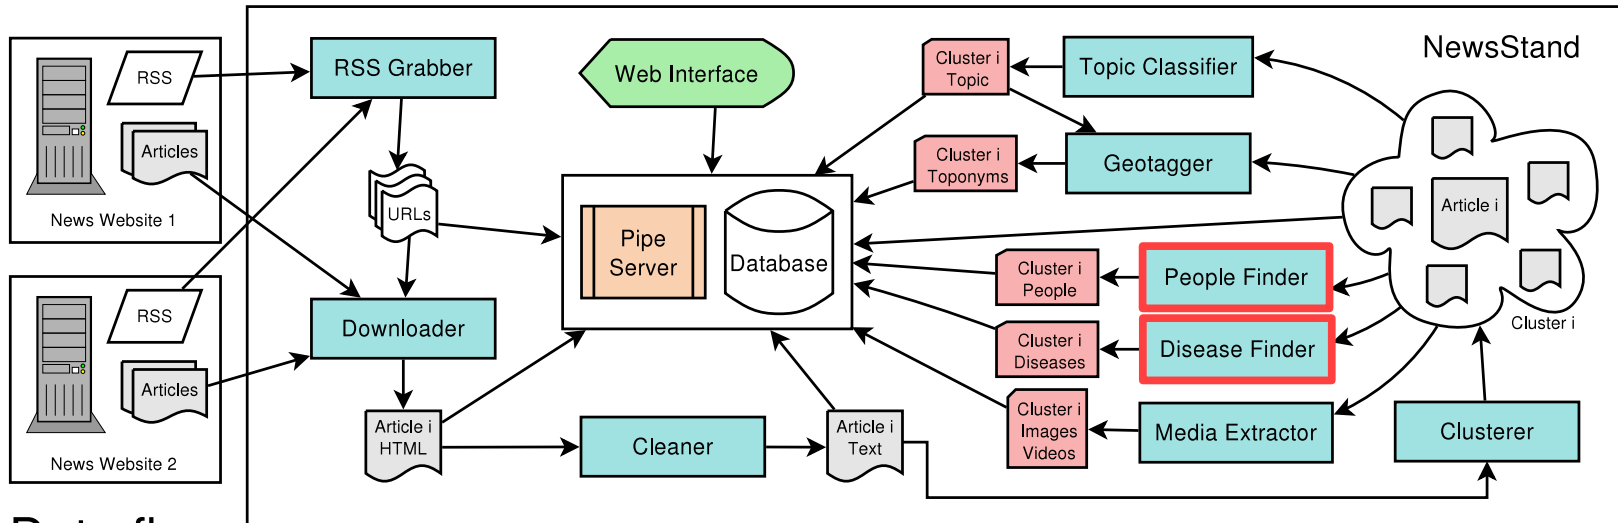 NewsStand
RSS
Articles
News Website 1
RSS
Articles
News Website 2
RSS Grabber
URLs
Downloader
Article i
HTML
Cleaner
Article i
Text
Web Interface
Pipe
Server
Database
Cluster i
Topic
Topic Classifier
Cluster i
Toponyms
Geotagger
Cluster i
People
People Finder
Cluster i
Diseases
Disease Finder
Cluster i
Images
Videos
Media Extractor
Article i
Cluster i
Clusterer